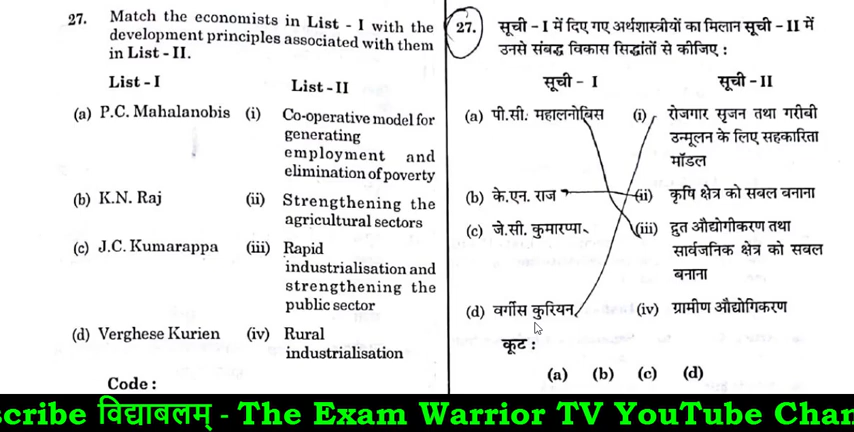 27. Match the economists in List - I with the
development principles associated with them
in List - II.
List - I
List - II
(a) P.C. Mahalanobis (i) Co-operative model for
generating
employment and
elimination of poverty
(b) K.N. Raj (ii) Strengthening the
agricultural sectors
(c) J.C. Kumarappa (iii) Rapid
industrialisation and
strengthening the
public sector
(d) Verghese Kurien (iv) Rural
industrialisation
Code :
27. सूची - I में दिए गए अर्थशास्त्रीयों का मिलान सूची - II में
उनसे संबद्ध विकास सिद्धांतों से कीजिए :
सूची - I सूची - II
(a) पी.सी. महालनोबिस (i) रोजगार सृजन तथा गरीबी
उन्मूलन के लिए सहकारिता
मॉडल
(b) के.एन. राज (ii) कृषि क्षेत्र को सबल बनाना
(c) जे.सी. कुमारप्पा (iii) द्रुत औद्योगीकरण तथा
सार्वजनिक क्षेत्र को सबल
बनाना
(d) वर्गीस कुरियन (iv) ग्रामीण औद्योगिकरण
कूट :
(a) (b) (c) (d)
scribe विद्याबलम् - The Exam Warrior TV YouTube Chan